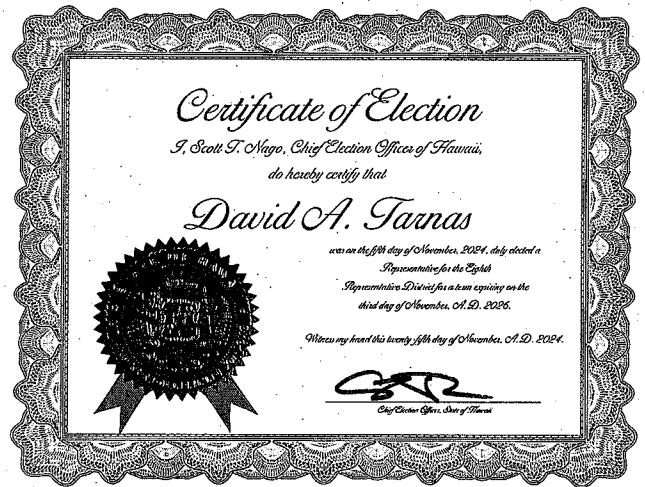 Certificate of Election
I, Scott T. Nago, Chief Election Officer of Hawaii,
do hereby certify that
David A. Tarnas
was on the fifth day of November, 2024, duly elected a
Representative for the Eighth
Representative District for a term expiring on the
third day of November, A.D. 2026.
Witness my hand this twenty fifth day of November, A.D. 2024.
Chief Election Officer, State of Hawaii